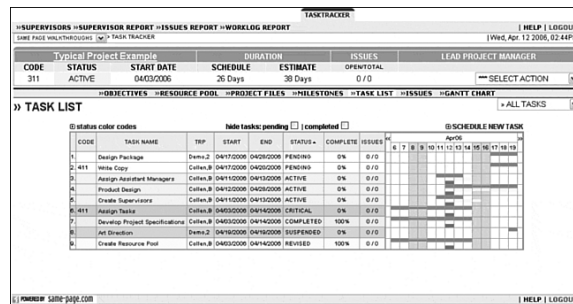 TASKTRACKER
»SUPERVISORS »SUPERVISOR REPORT »ISSUES REPORT »WORKLOG REPORT | HELP | LOGOU
SAME PAGE WALKTHROUGHS » TASK TRACKER |Wed, Apr. 12 2006, 02:44P
Typical Project Example DURATION ISSUES LEAD PROJECT MANAGER
CODE STATUS START DATE SCHEDULE ESTIMATE OPEN/TOTAL
311 ACTIVE 04/03/2006 26 Days 38 Days 0 / 0 *** SELECT ACTION
»OBJECTIVES »RESOURCE POOL »PROJECT FILES »MILESTONES »TASK LIST »ISSUES »GANTT CHART
» TASK LIST » ALL TASKS
status color codes hide tasks: pending | completed SCHEDULE NEW TASK
CODE TASK NAME TRP START END STATUS COMPLETE ISSUES « Apr06 »
6 7 8 9 10 11 12 13 14 15 16 17 18 19
1. Design Package Demo,2 04/17/2006 04/28/2006 PENDING 0% 0 / 0
2. 411 Write Copy Collen,B 04/17/2006 04/20/2006 PENDING 0% 0 / 0
3. Assign Assistant Managers Collen,B 04/11/2006 04/13/2006 ACTIVE 0% 0 / 0
4. Product Design Collen,B 04/12/2006 04/28/2006 ACTIVE 0% 0 / 0
5. Create Supervisors Collen,B 04/11/2006 04/13/2006 ACTIVE 0% 0 / 0
6. 411 Assign Tasks Collen,B 04/03/2006 04/14/2006 CRITICAL 0% 0 / 0
7. Develop Project Specifications Collen,B 04/03/2006 04/14/2006 COMPLETED 100% 0 / 0
8. Art Direction Demo,2 04/19/2006 04/19/2006 SUSPENDED 0% 0 / 0
9. Create Resource Pool Collen,B 04/03/2006 04/14/2006 REVISED 100% 0 / 0
POWERED BY same-page.com | HELP | LOGOU